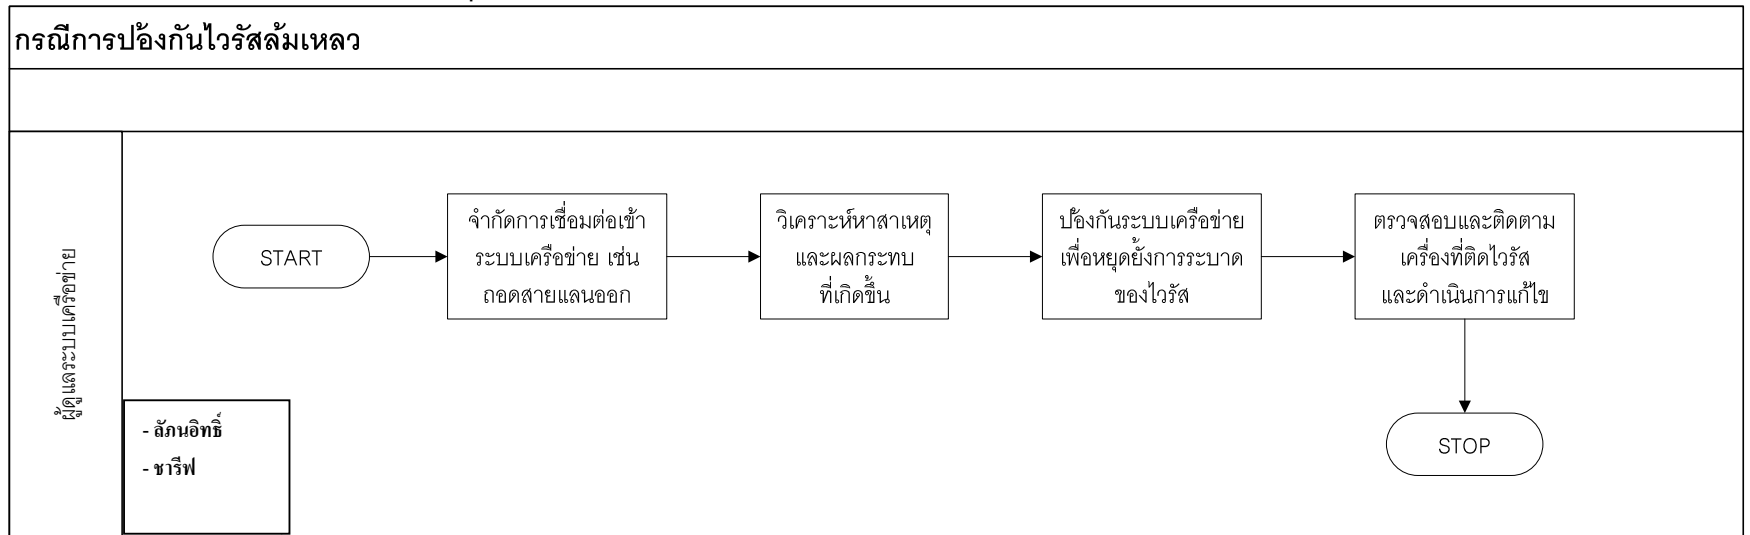 กรณีการป้องกันไวรัสล้มเหลว
ผู้ดูแลระบบเครือข่าย
START
จำกัดการเชื่อมต่อเข้า
ระบบเครือข่าย เช่น
ถอดสายแลนออก
วิเคราะห์หาสาเหตุ
และผลกระทบ
ที่เกิดขึ้น
ป้องกันระบบเครือข่าย
เพื่อหยุดยั้งการระบาด
ของไวรัส
ตรวจสอบและติดตาม
เครื่องที่ติดไวรัส
และดำเนินการแก้ไข
STOP
- ลัภนอิทธิ์
- ชารีฟ